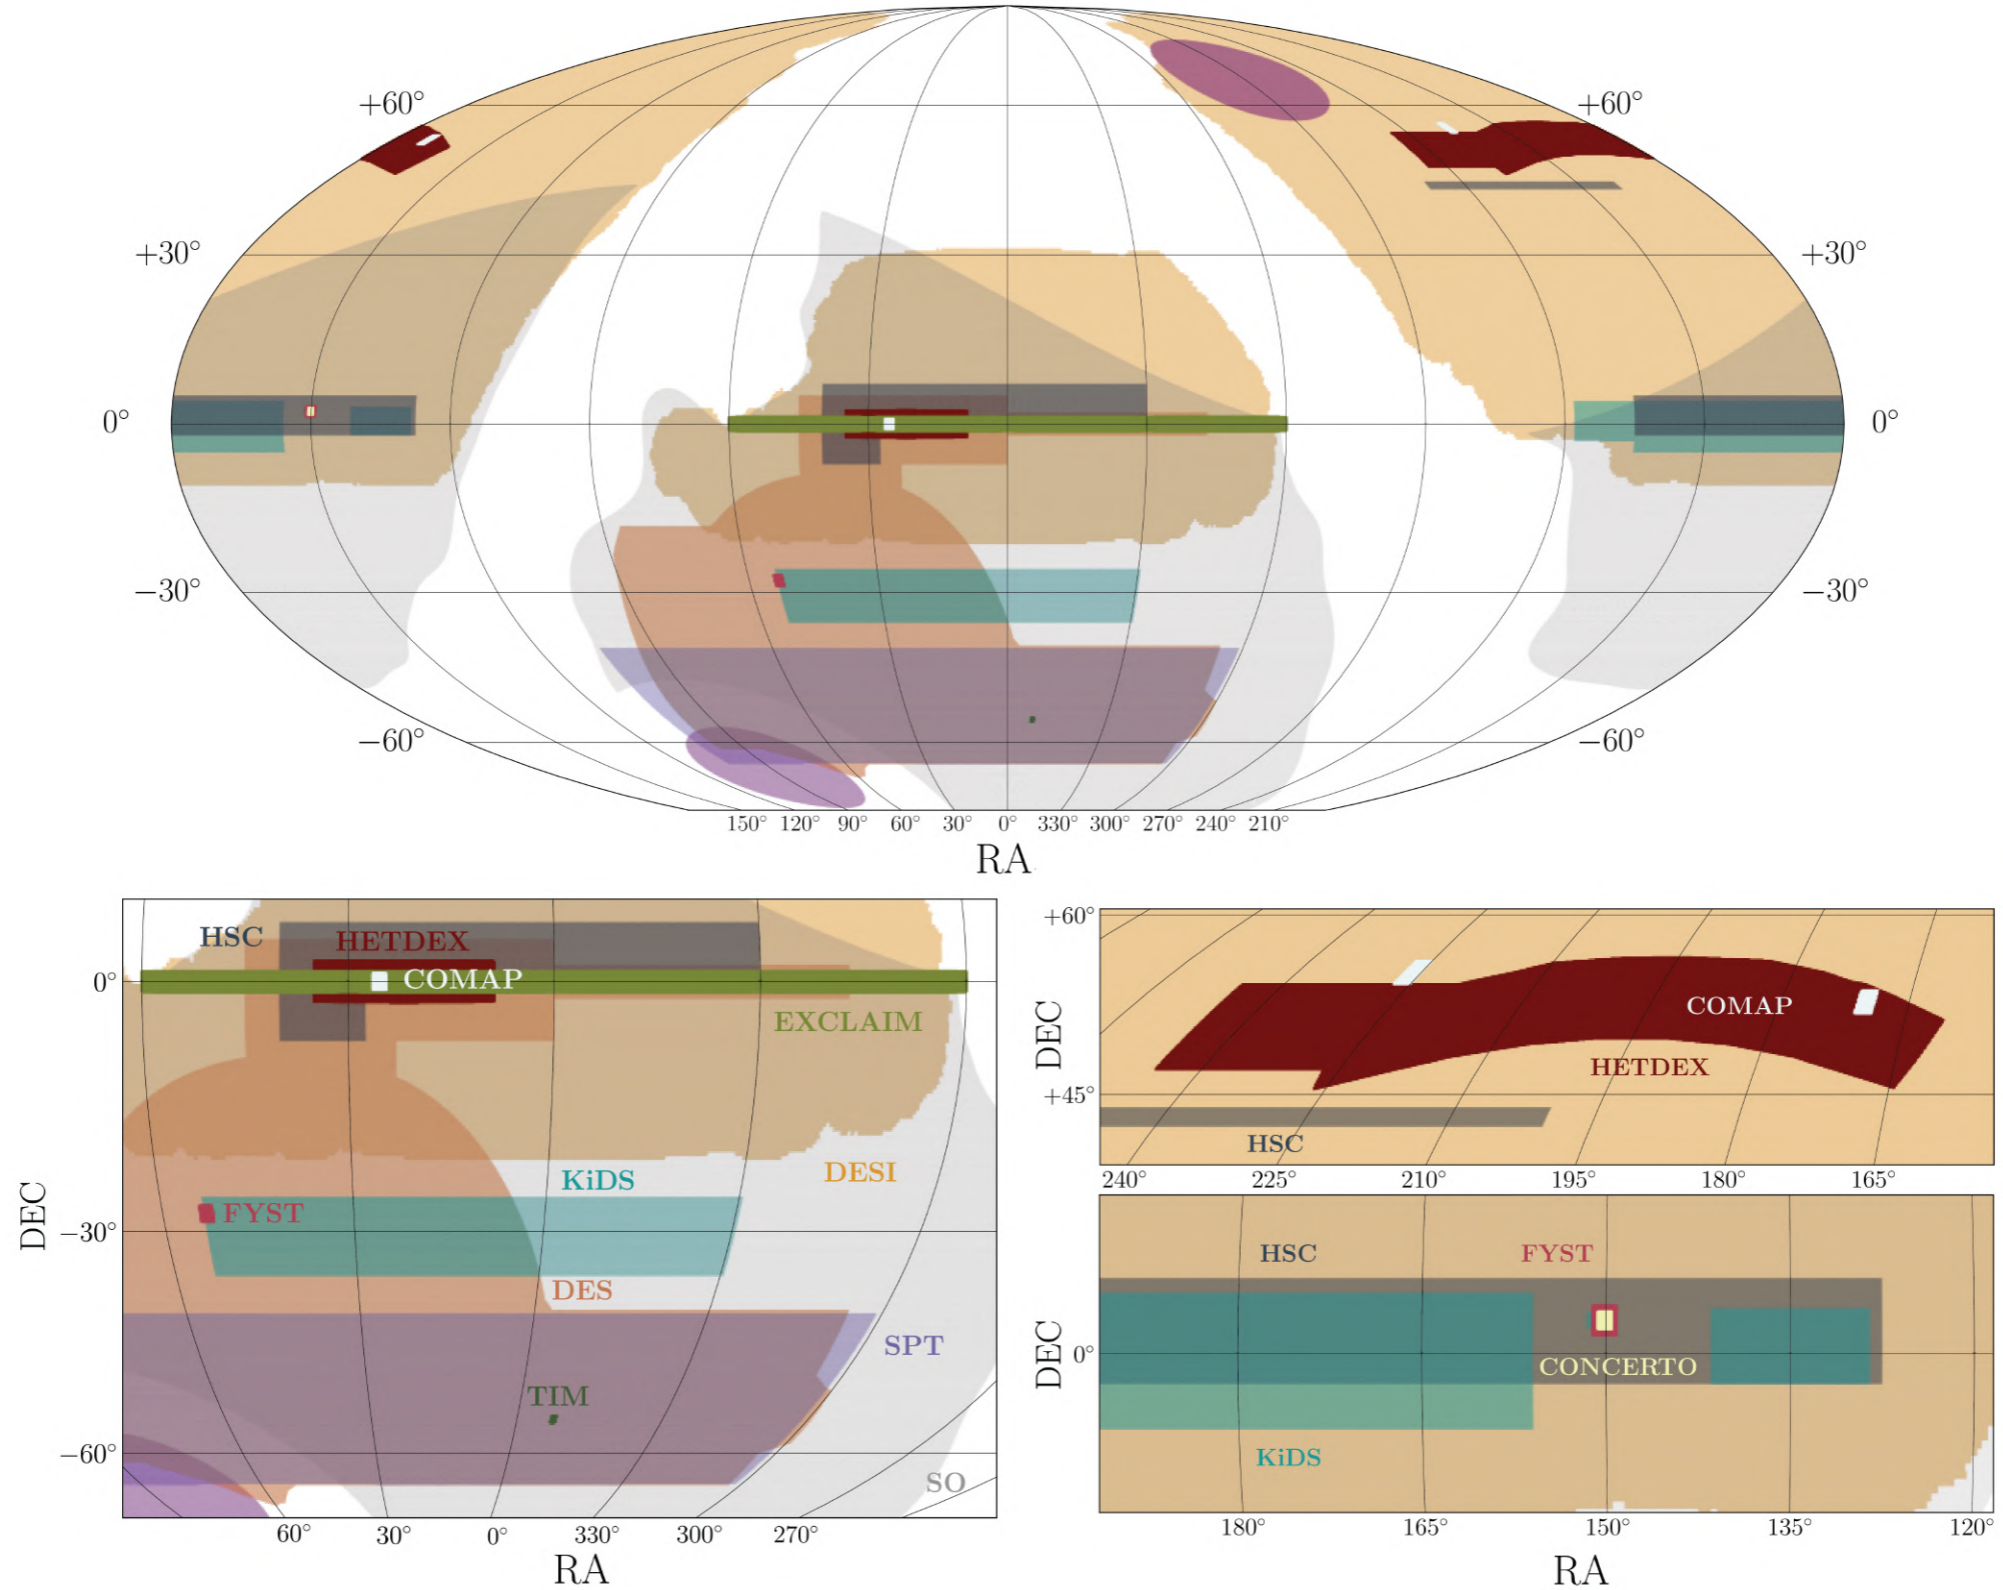 +60° +60°
+30° +30°
0° 0°
−30° −30°
−60° −60°
150° 120° 90° 60° 30° 0° 330° 300° 270° 240° 210°
RA
HSC HETDEX
0° COMAP
EXCLAIM
KiDS DESI
FYST
DEC −30°
DES
SPT
TIM
−60°
SO
60° 30° 0° 330° 300° 270°
RA
+60°
COMAP
DEC
HETDEX
+45°
HSC
240° 225° 210° 195° 180° 165°
HSC FYST
DEC 0°
CONCERTO
KiDS
180° 165° 150° 135° 120°
RA